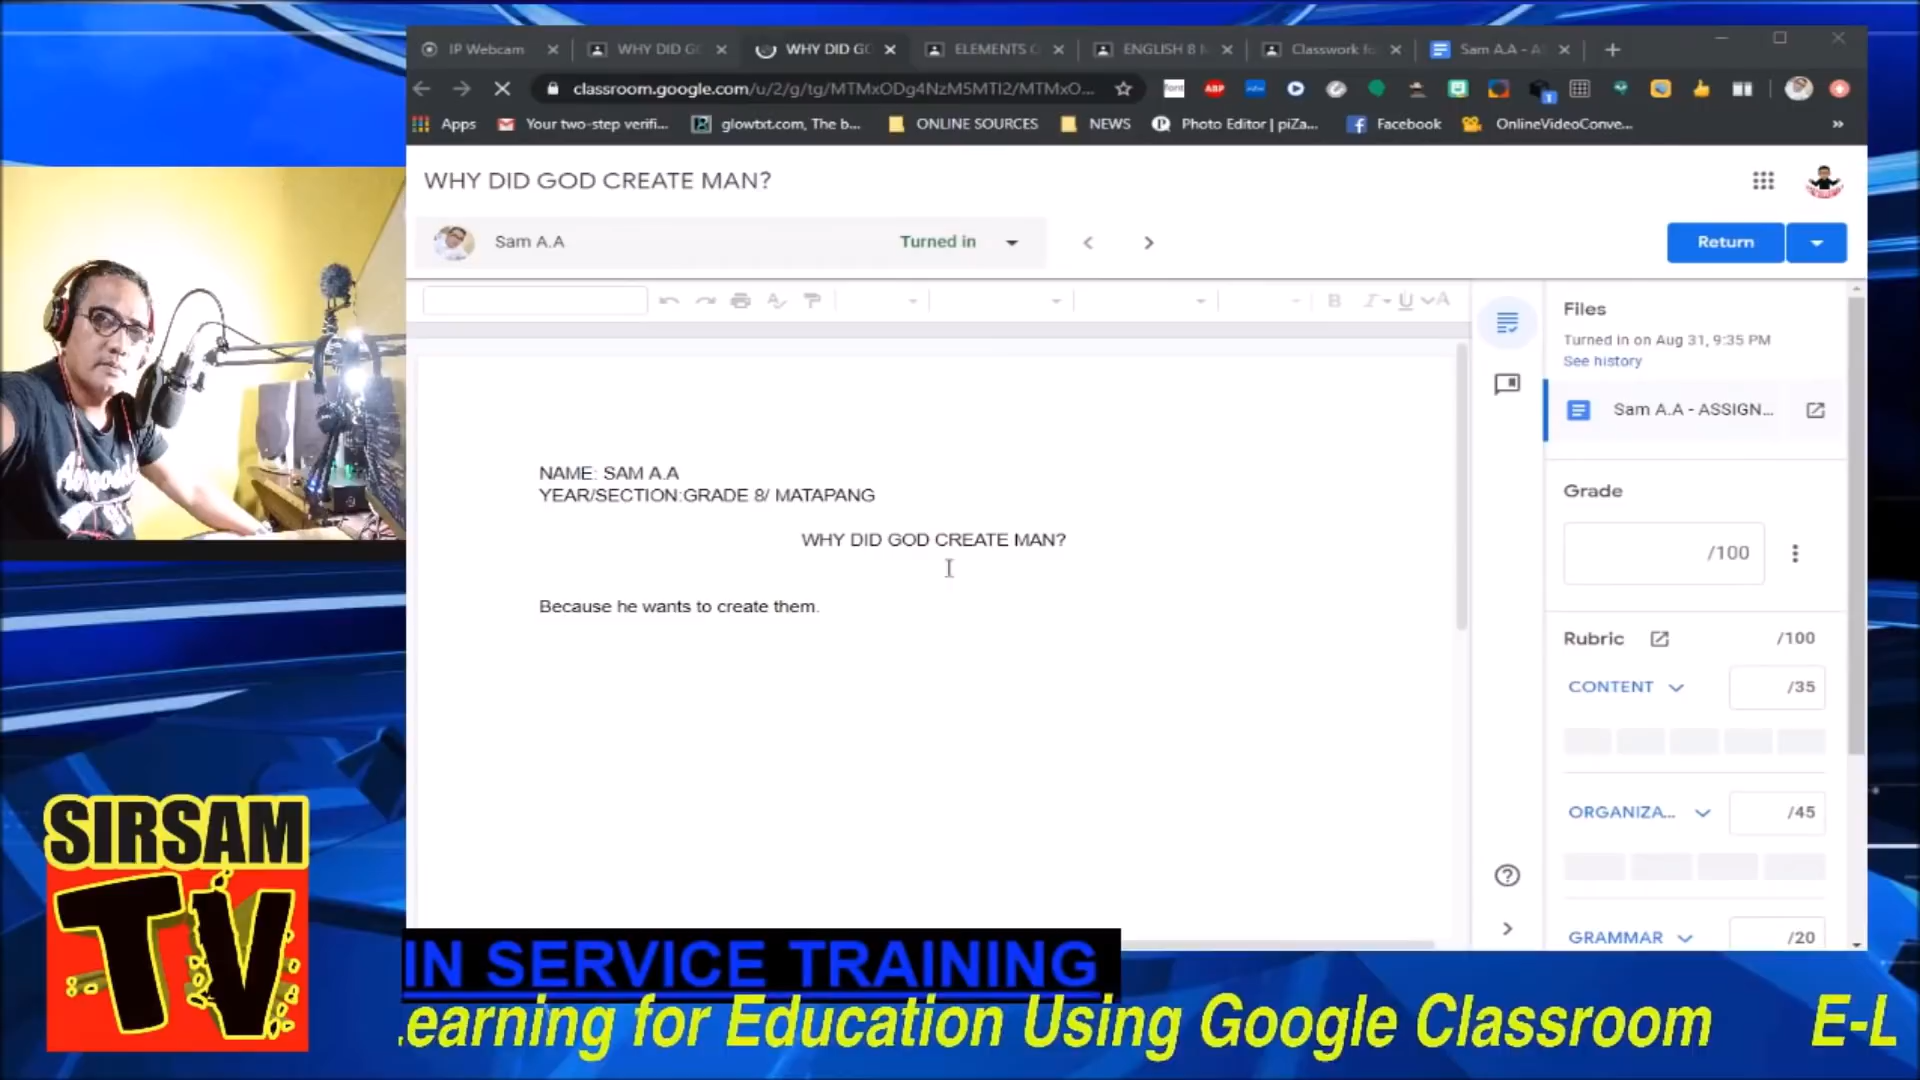 IP Webcam
WHY DID G
WHY DID GO
ELEMENTS
ENGLISH 8
Classwork fo
Sam A.A - A
classroom.google.com/u/2/g/tg/MTMxODg4NzM5MTI2/MTMxO...
Apps
Your two-step verifi...
glowtxt.com, The b...
ONLINE SOURCES
NEWS
Photo Editor | piZa...
Facebook
OnlineVideoConve...
WHY DID GOD CREATE MAN?
Sam A.A
Turned in
Return
Files
Turned in on Aug 31, 9:35 PM
See history
Sam A.A - ASSIGN...
NAME: SAM A.A
YEAR/SECTION:GRADE 8/ MATAPANG
WHY DID GOD CREATE MAN?
Because he wants to create them.
Grade
/100
Rubric /100
CONTENT /35
ORGANIZA... /45
GRAMMAR /20
SIRSAM
TV
IN SERVICE TRAINING
earning for Education Using Google Classroom E-L